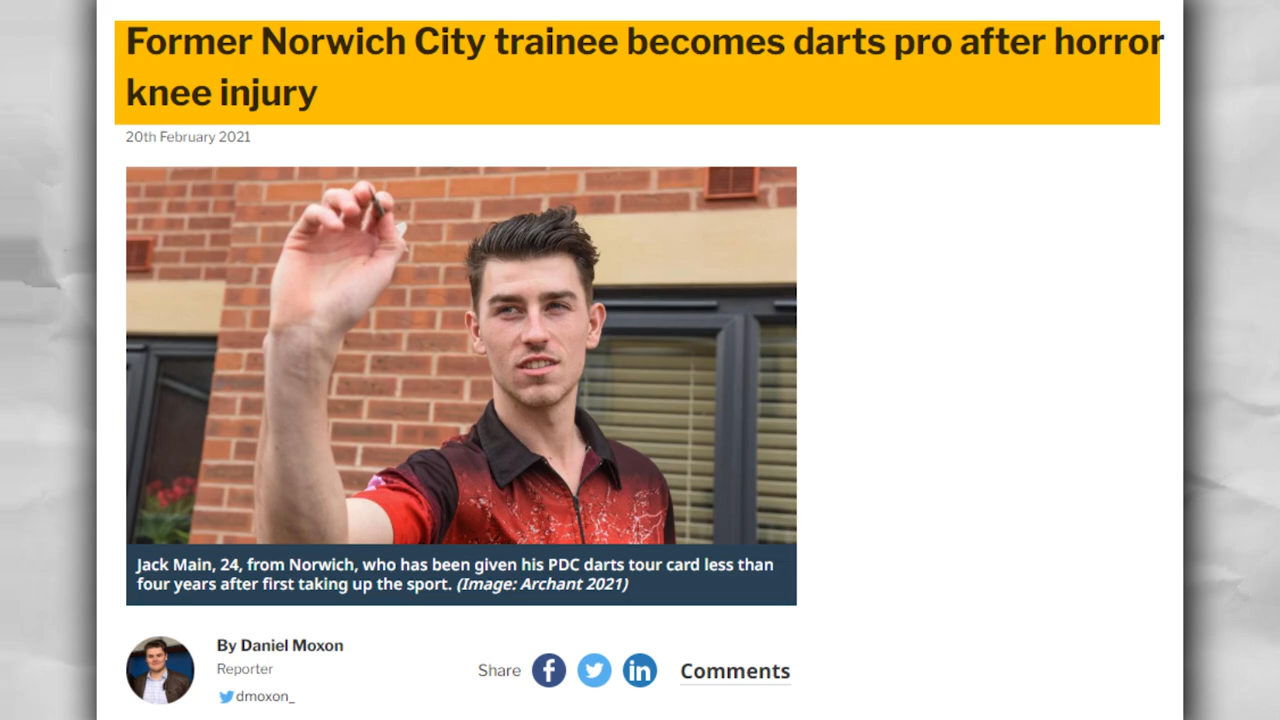 Former Norwich City trainee becomes darts pro after horror
knee injury
20th February 2021
Jack Main, 24, from Norwich, who has been given his PDC darts tour card less than
four years after first taking up the sport. (Image: Archant 2021)
By Daniel Moxon
Reporter
dmoxon_
Share
f
in
Comments